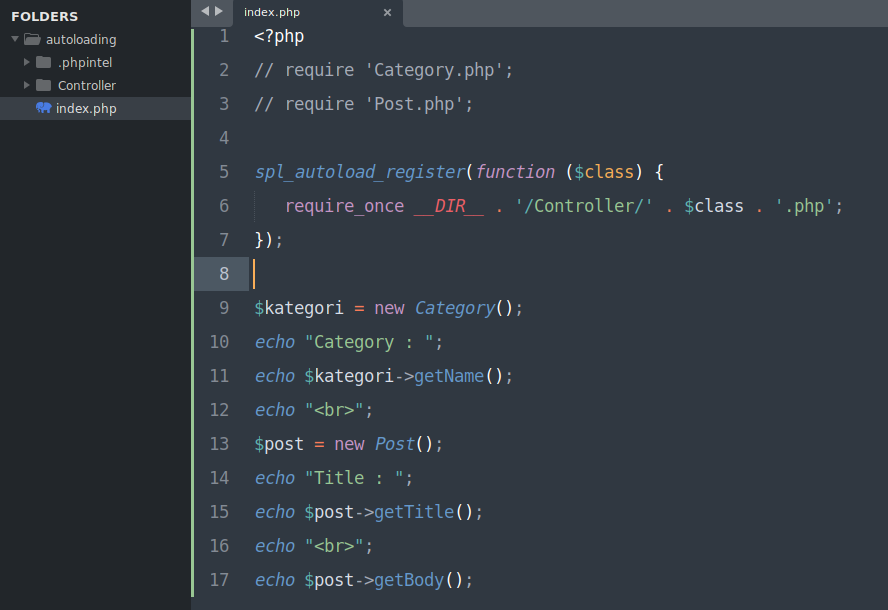 FOLDERS
autoloading
.phpintel
Controller
index.php
index.php ×
1 <?php
2 // require 'Category.php';
3 // require 'Post.php';
4
5 spl_autoload_register(function ($class) {
6 require_once __DIR__ . '/Controller/' . $class . '.php';
7 });
8
9 $kategori = new Category();
10 echo "Category : ";
11 echo $kategori->getName();
12 echo "<br>";
13 $post = new Post();
14 echo "Title : ";
15 echo $post->getTitle();
16 echo "<br>";
17 echo $post->getBody();